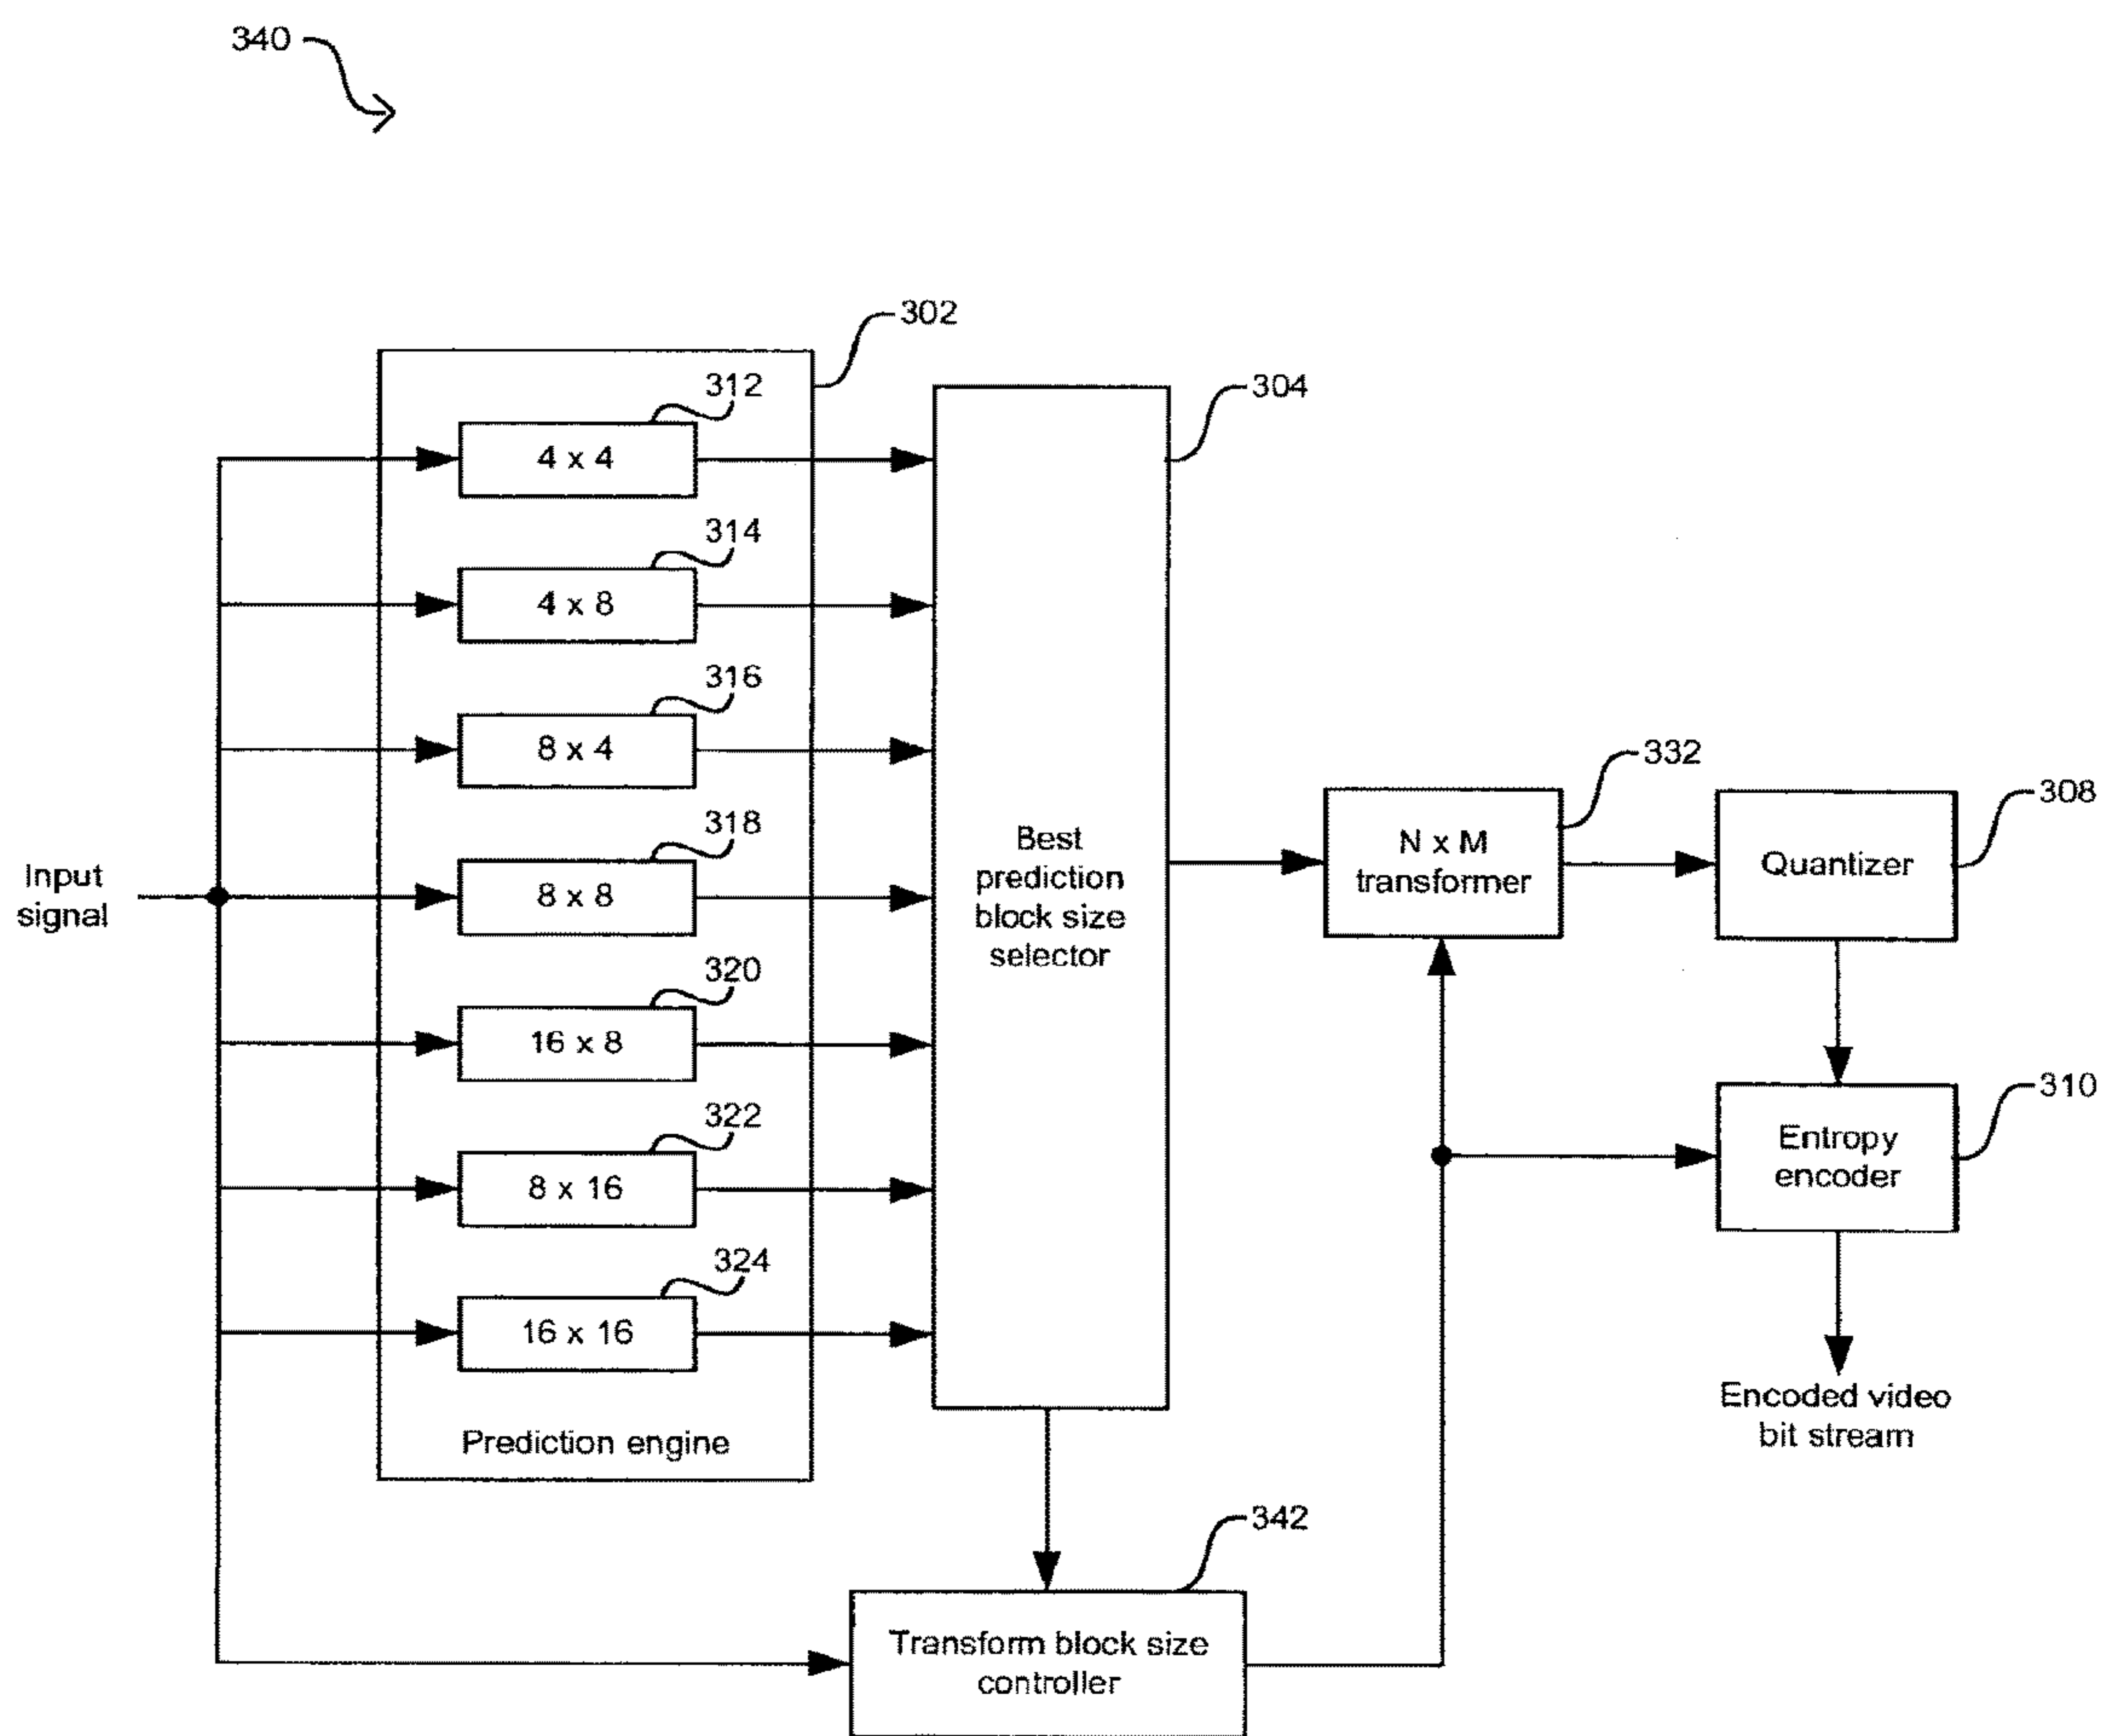 340
302
312
4 x 4
304
314
4 x 8
316
8 x 4
318
8 x 8
320
16 x 8
322
8 x 16
324
16 x 16
Prediction engine
Input
signal
Best
prediction
block size
selector
332
N x M
transformer
308
Quantizer
310
Entropy
encoder
Encoded video
bit stream
342
Transform block size
controller